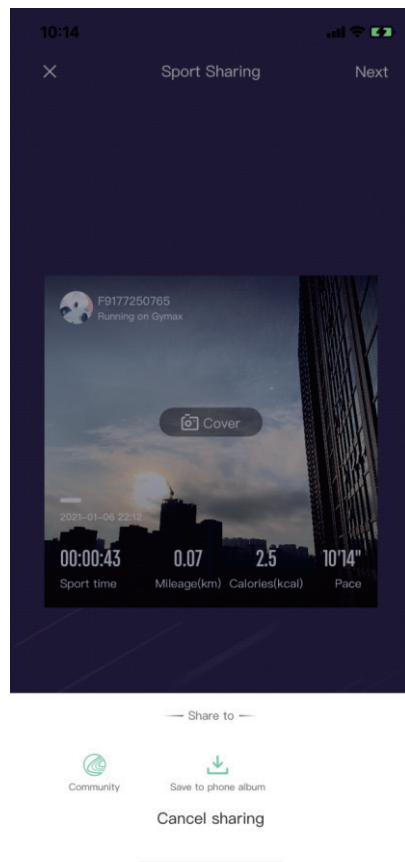 10:14
Sport Sharing
Next
F9177250765
Running on Gymax
Cover
2021-01-06 22:12
00:00:43 0.07 2.5 10'14"
Sport time Mileage(km) Calories(kcal) Pace
Share to
Community Save to phone album
Cancel sharing